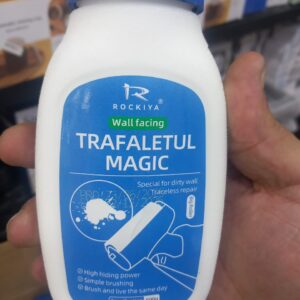 ROCKIYA®
Wall facing
TRAFALETUL
MAGIC
Special for dirty wall
Traceless repair
High hiding power
Simple brushing
Brush and live the same day